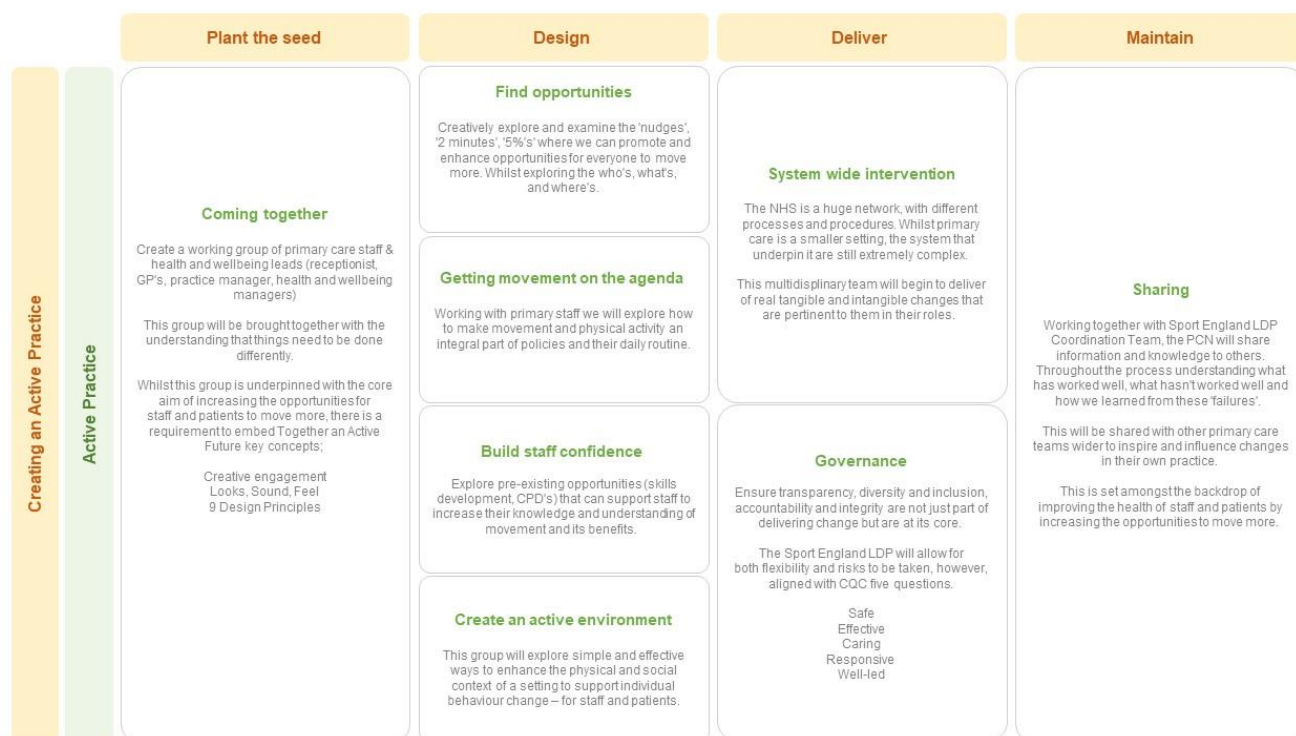 Plant the seed
Design
Deliver
Maintain
Creating an Active Practice
Active Practice
Coming together
Create a working group of primary care staff &
health and wellbeing leads (receptionist,
GP's, practice manager, health and wellbeing
managers)
This group will be brought together with the
understanding that things need to be done
differently.
Whilst this group is underpinned with the core
aim of increasing the opportunities for
staff and patients to move more, there is a
requirement to embed Together an Active
Future key concepts;
Creative engagement
Looks, Sound, Feel
9 Design Principles
Find opportunities
Creatively explore and examine the 'nudges',
'2 minutes', '5%'s' where we can promote and
enhance opportunities for everyone to move
more. Whilst exploring the who's, what's,
and where's.
Getting movement on the agenda
Working with primary staff we will explore how
to make movement and physical activity an
integral part of policies and their daily routine.
Build staff confidence
Explore pre-existing opportunities (skills
development, CPD's) that can support staff to
increase their knowledge and understanding of
movement and its benefits.
Create an active environment
This group will explore simple and effective
ways to enhance the physical and social
context of a setting to support individual
behaviour change – for staff and patients.
System wide intervention
The NHS is a huge network, with different
processes and procedures. Whilst primary
care is a smaller setting, the system that
underpin it are still extremely complex.
This multidisplinary team will begin to deliver
of real tangible and intangible changes that
are pertinent to them in their roles.
Governance
Ensure transparency, diversity and inclusion,
accountability and integrity are not just part of
delivering change but are at its core.
The Sport England LDP will allow for
both flexibility and risks to be taken, however,
aligned with CQC five questions.
Safe
Effective
Caring
Responsive
Well-led
Sharing
Working together with Sport England LDP
Coordination Team, the PCN will share
information and knowledge to others.
Throughout the process understanding what
has worked well, what hasn't worked well and
how we learned from these 'failures'.
This will be shared with other primary care
teams wider to inspire and influence changes
in their own practice.
This is set amongst the backdrop of
improving the health of staff and patients by
increasing the opportunities to move more.